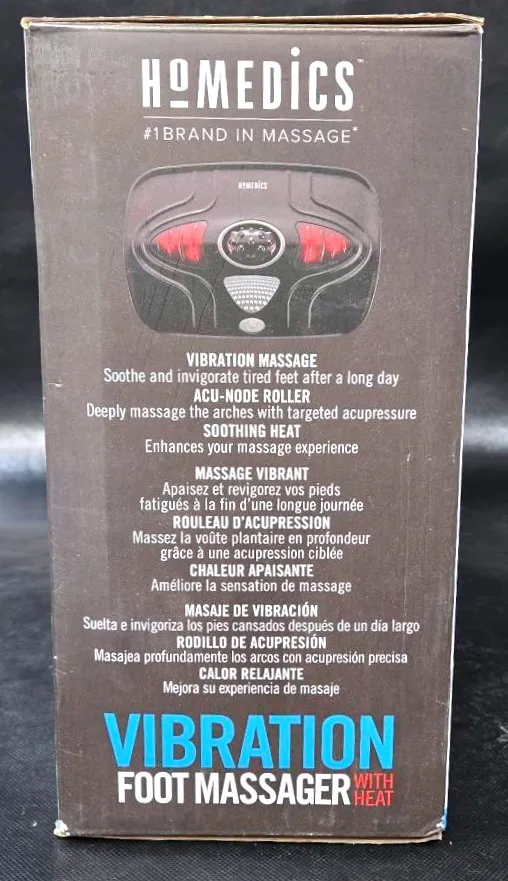 HOMEDICS™
#1 BRAND IN MASSAGE*
HOMEDICS
VIBRATION MASSAGE
Soothe and invigorate tired feet after a long day
ACU-NODE ROLLER
Deeply massage the arches with targeted acupressure
SOOTHING HEAT
Enhances your massage experience
MASSAGE VIBRANT
Apaisez et revigorez vos pieds
fatigués à la fin d'une longue journée
ROULEAU D'ACUPRESSION
Massez la voûte plantaire en profondeur
grâce à une acupression ciblée
CHALEUR APAISANTE
Améliore la sensation de massage
MASAJE DE VIBRACIÓN
Suelta e invigoriza los pies cansados después de un día largo
RODILLO DE ACUPRESIÓN
Masajea profundamente los arcos con acupresión precisa
CALOR RELAJANTE
Mejora su experiencia de masaje
VIBRATION
FOOT MASSAGER WITH HEAT